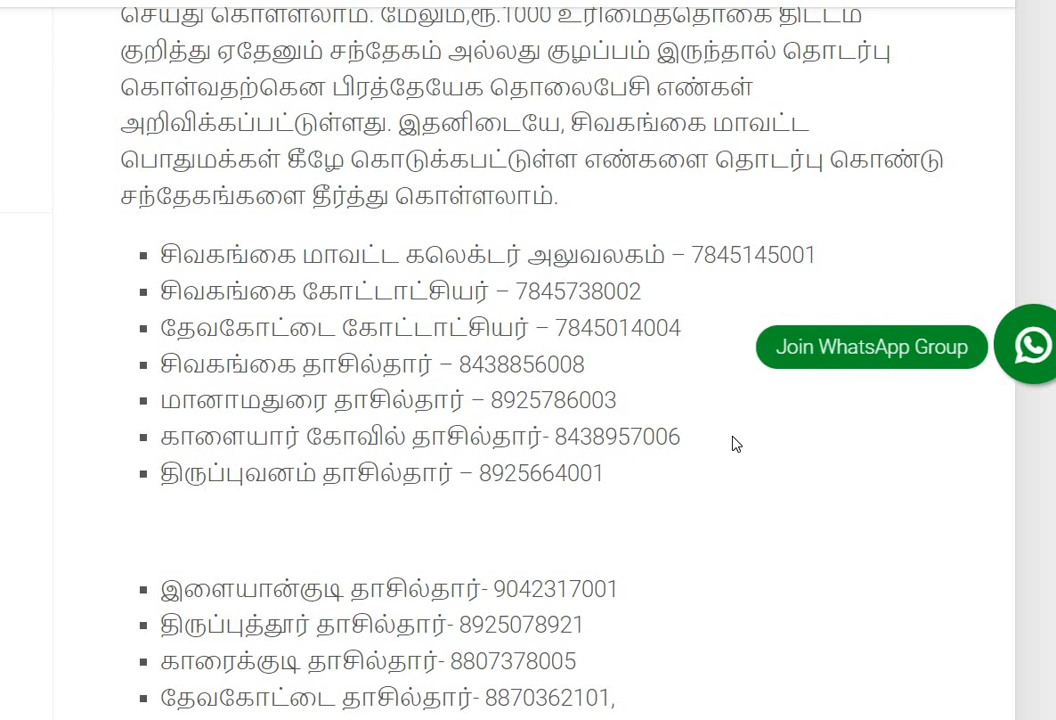 செய்து கொள்ளலாம். மேலும்,ரூ.1000 உரிமைத்தொகை திட்டம்
குறித்து ஏதேனும் சந்தேகம் அல்லது குழப்பம் இருந்தால் தொடர்பு
கொள்வதற்கென பிரத்தேயேக தொலைபேசி எண்கள்
அறிவிக்கப்பட்டுள்ளது. இதனிடையே, சிவகங்கை மாவட்ட
பொதுமக்கள் கீழே கொடுக்கபட்டுள்ள எண்களை தொடர்பு கொண்டு
சந்தேகங்களை தீர்த்து கொள்ளலாம்.
சிவகங்கை மாவட்ட கலெக்டர் அலுவலகம் – 7845145001
சிவகங்கை கோட்டாட்சியர் – 7845738002
தேவகோட்டை கோட்டாட்சியர் – 7845014004
Join WhatsApp Group
சிவகங்கை தாசில்தார் – 8438856008
மானாமதுரை தாசில்தார் – 8925786003
காளையார் கோவில் தாசில்தார்- 8438957006
திருப்புவனம் தாசில்தார் – 8925664001
இளையான்குடி தாசில்தார்- 9042317001
திருப்புத்தூர் தாசில்தார்- 8925078921
காரைக்குடி தாசில்தார்- 8807378005
தேவகோட்டை தாசில்தார்- 8870362101,